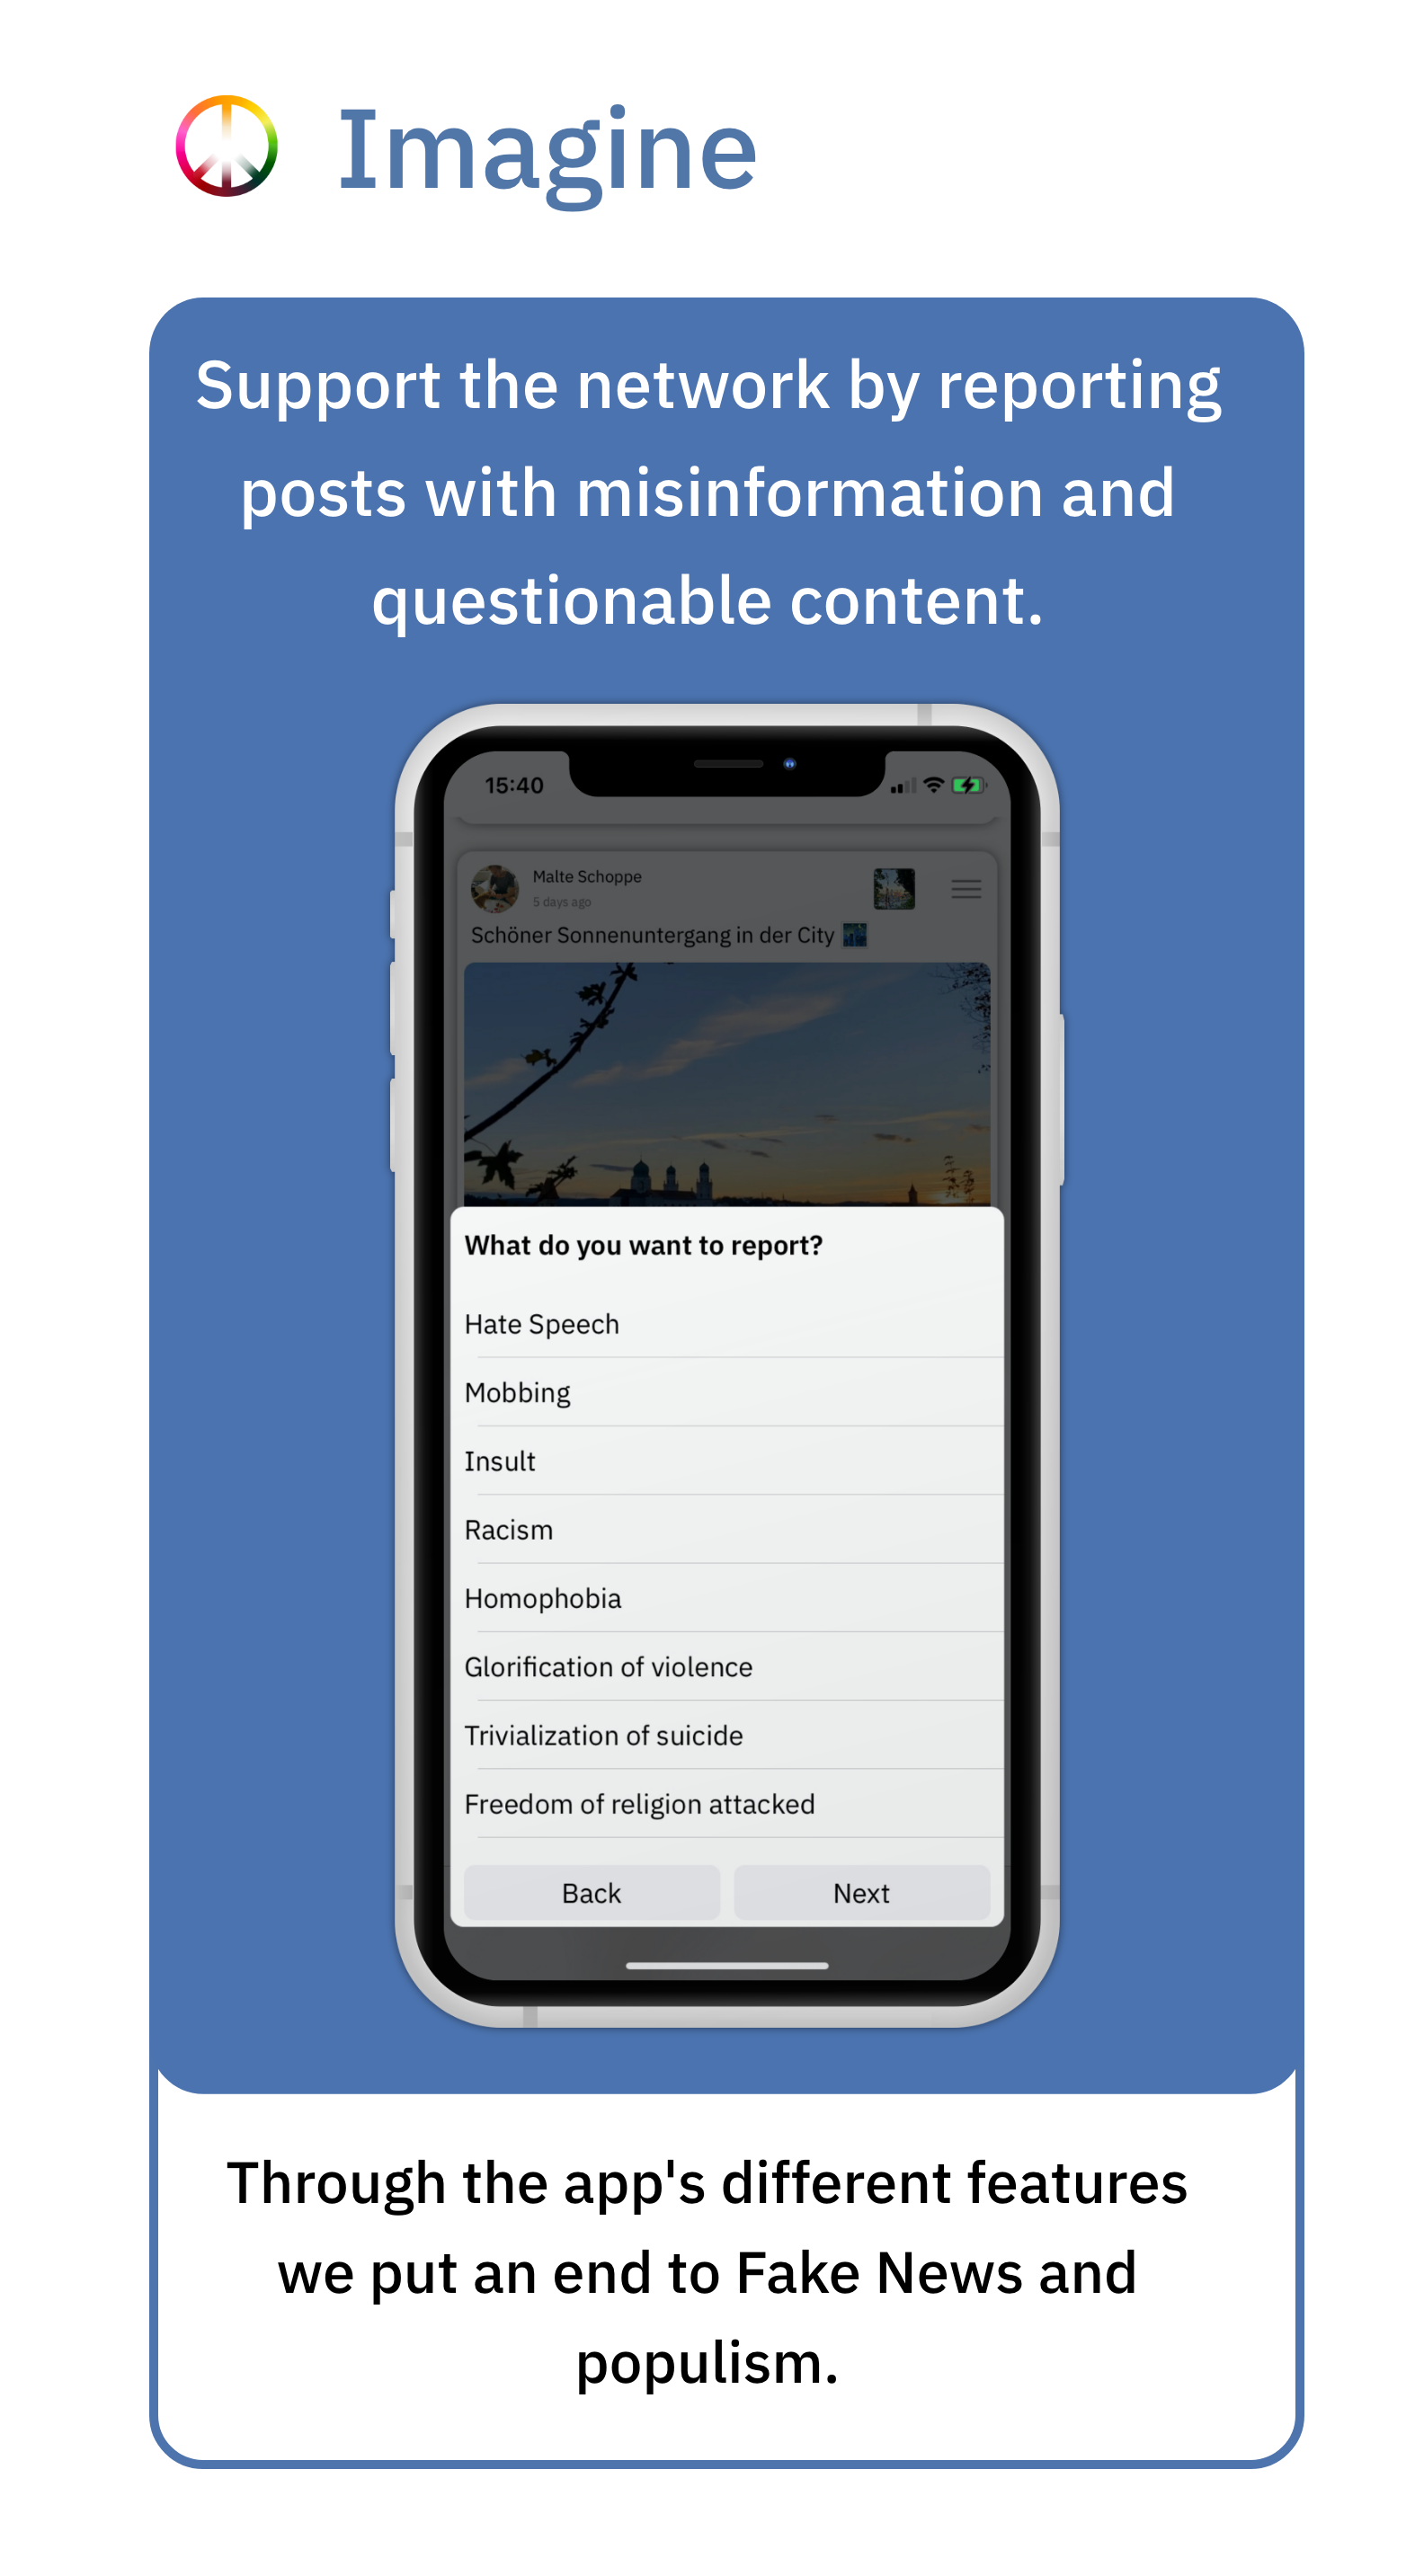 Imagine
Support the network by reporting
posts with misinformation and
questionable content.
15:40
Malte Schoppe
5 days ago
Schöner Sonnenuntergang in der City 🌃
What do you want to report?
Hate Speech
Mobbing
Insult
Racism
Homophobia
Glorification of violence
Trivialization of suicide
Freedom of religion attacked
Back Next
Through the app's different features
we put an end to Fake News and
populism.